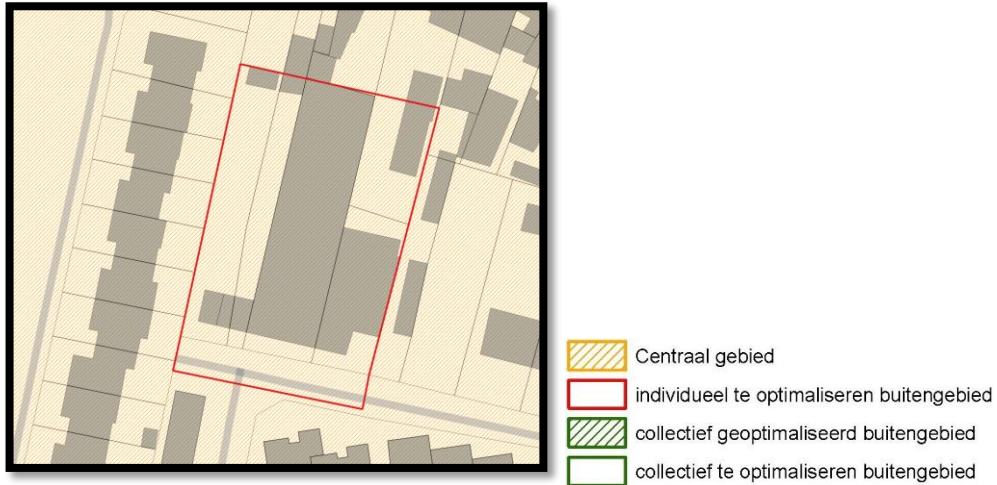 Centraal gebied
individueel te optimaliseren buitengebied
collectief geoptimaliseerd buitengebied
collectief te optimaliseren buitengebied